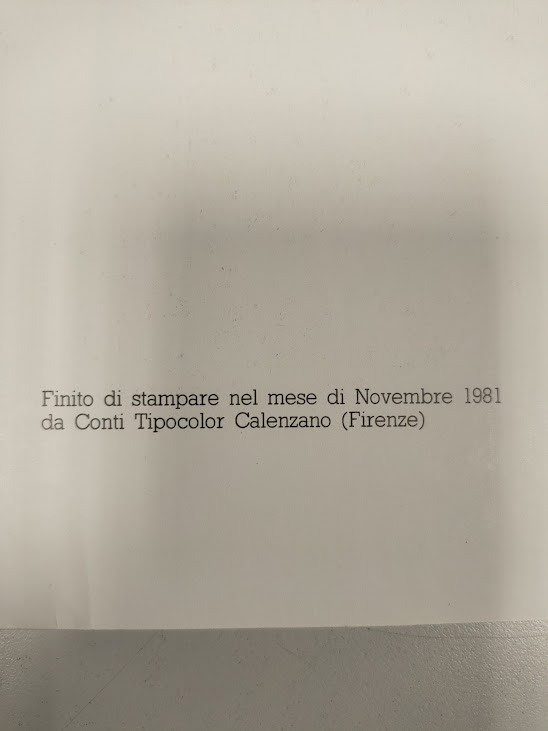 Finito di stampare nel mese di Novembre 1981
da Conti Tipocolor Calenzano (Firenze)